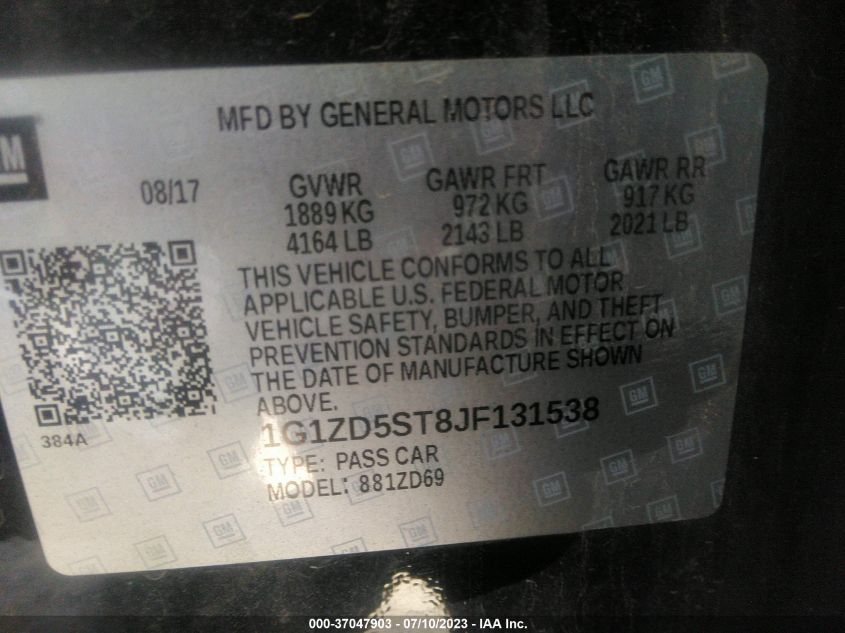 MFD BY GENERAL MOTORS LLC
GM
08/17
GVWR
1889 KG
4164 LB
GAWR FRT
972 KG
2143 LB
GAWR RR
917 KG
2021 LB
THIS VEHICLE CONFORMS TO ALL
APPLICABLE U.S. FEDERAL MOTOR
VEHICLE SAFETY, BUMPER, AND THEFT
PREVENTION STANDARDS IN EFFECT ON
THE DATE OF MANUFACTURE SHOWN
ABOVE.
384A
1G1ZD5ST8JF131538
TYPE: PASS CAR
MODEL: 881ZD69
000-37047903 - 07/10/2023 - IAA Inc.